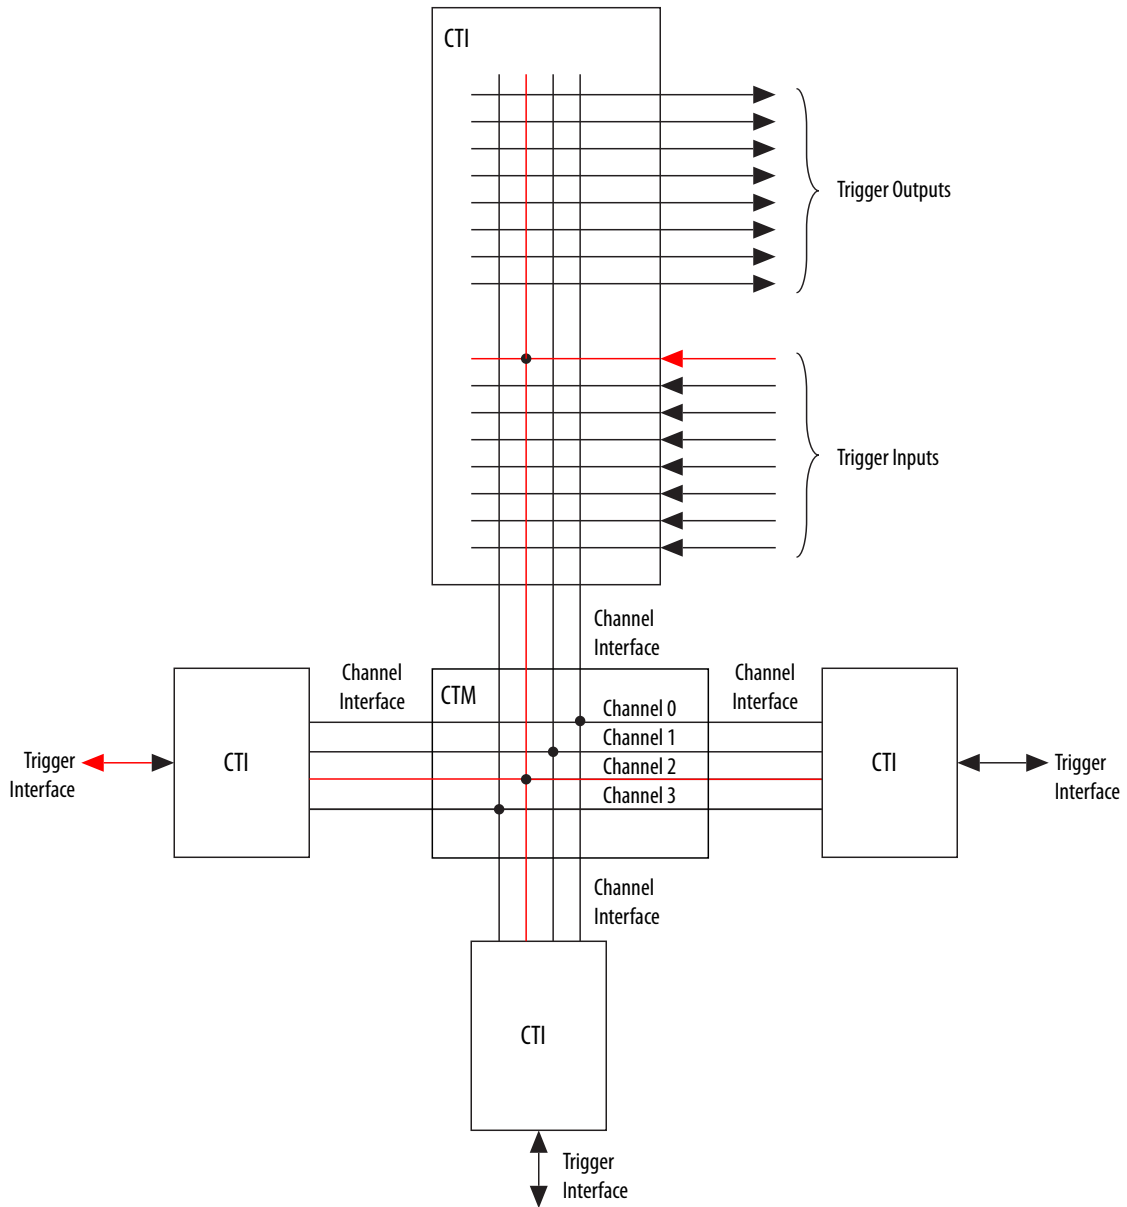 CTI
Trigger Outputs
Trigger Inputs
Channel
Interface
Channel
Interface
CTM
Channel
Interface
Channel 0
Channel 1
Channel 2
Channel 3
Trigger
Interface
CTI
CTI
Trigger
Interface
Channel
Interface
CTI
Trigger
Interface